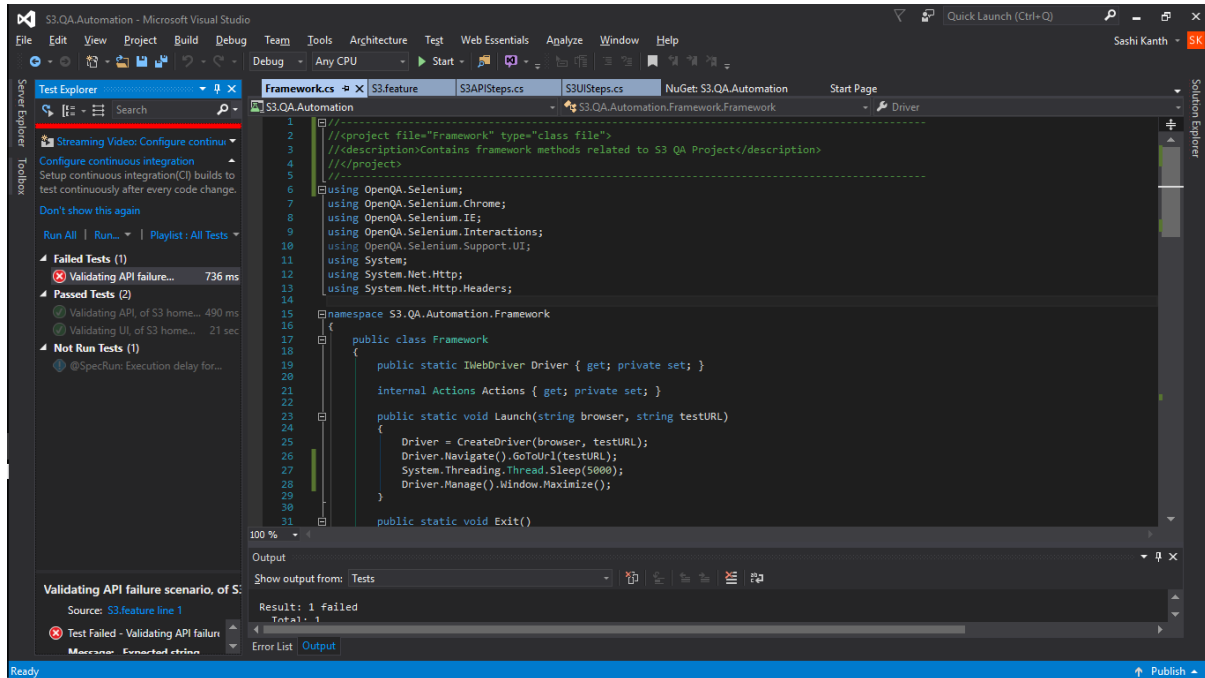 S3.QA.Automation - Microsoft Visual Studio
Quick Launch (Ctrl+Q)
File Edit View Project Build Debug Team Tools Architecture Test Web Essentials Analyze Window Help
Sashi Kanth SK
Debug Any CPU Start
Server Explorer
Toolbox
Test Explorer
Search
Streaming Video: Configure continu
Configure continuous integration
Setup continuous integration(CI) builds to
test continuously after every code change.
Don't show this again
Run All | Run... | Playlist : All Tests
Failed Tests (1)
Validating API failure... 736 ms
Passed Tests (2)
Validating API, of S3 home... 490 ms
Validating UI, of S3 home... 21 sec
Not Run Tests (1)
@SpecRun: Execution delay for...
Validating API failure scenario, of S3
Source: S3.feature line 1
Test Failed - Validating API failure
Message: Expected string
Framework.cs S3.feature S3APISteps.cs S3UISteps.cs NuGet: S3.QA.Automation Start Page
S3.QA.Automation S3.QA.Automation.Framework.Framework Driver
1 //------------------------------------------------------------------------------------------------
2 //<project file="Framework" type="class file">
3 //<description>Contains framework methods related to S3 QA Project</description>
4 //</project>
5 //------------------------------------------------------------------------------------------------
6 using OpenQA.Selenium;
7 using OpenQA.Selenium.Chrome;
8 using OpenQA.Selenium.IE;
9 using OpenQA.Selenium.Interactions;
10 using OpenQA.Selenium.Support.UI;
11 using System;
12 using System.Net.Http;
13 using System.Net.Http.Headers;
14
15 namespace S3.QA.Automation.Framework
16 {
17 public class Framework
18 {
19 public static IWebDriver Driver { get; private set; }
20
21 internal Actions Actions { get; private set; }
22
23 public static void Launch(string browser, string testURL)
24 {
25 Driver = CreateDriver(browser, testURL);
26 Driver.Navigate().GoToUrl(testURL);
27 System.Threading.Thread.Sleep(5000);
28 Driver.Manage().Window.Maximize();
29 }
30
31 public static void Exit()
100 %
Output
Show output from: Tests
Result: 1 failed
Total: 1
Error List Output
Solution Explorer
Ready
Publish